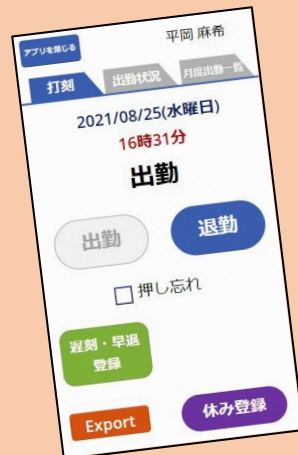 アプリを閉じる
平岡 麻希
打刻
出勤状況
月度出勤一覧
2021/08/25(水曜日)
16時31分
出勤
出勤
退勤
押し忘れ
遅刻・早退
登録
Export
休み登録